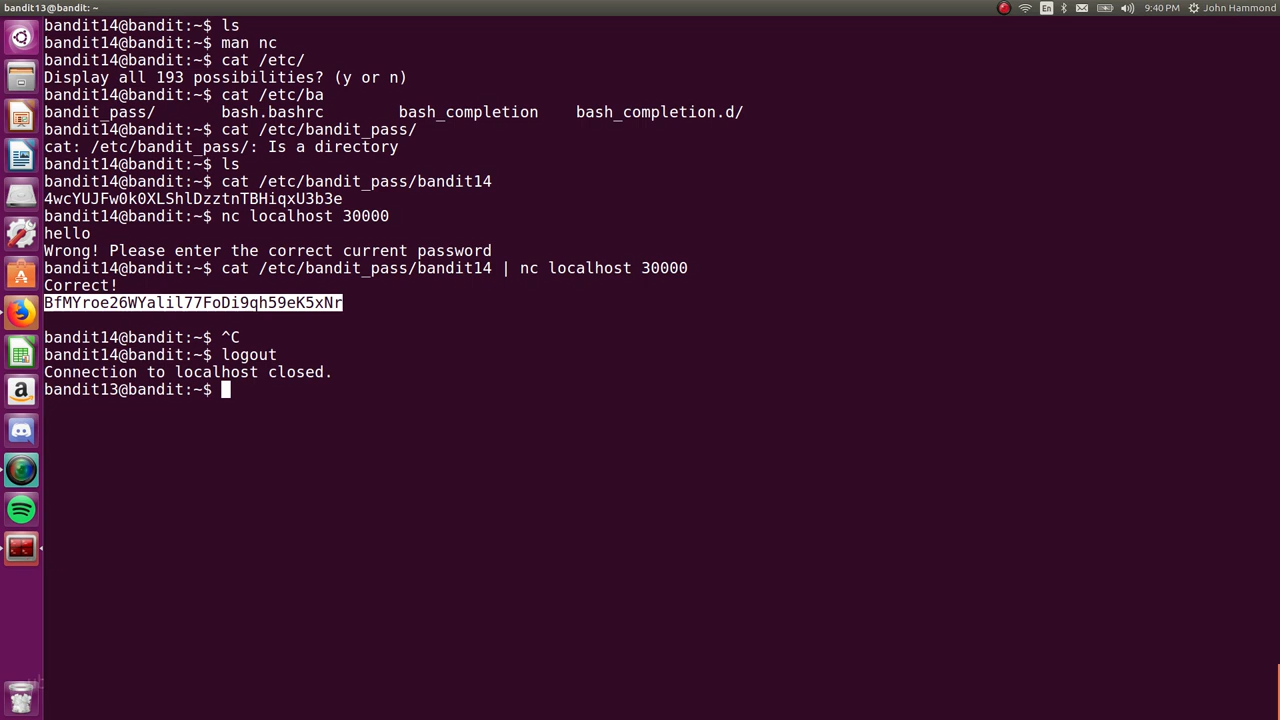 bandit13@bandit: ~
En
9:40 PM
John Hammond
bandit14@bandit:~$ ls
bandit14@bandit:~$ man nc
bandit14@bandit:~$ cat /etc/
Display all 193 possibilities? (y or n)
bandit14@bandit:~$ cat /etc/ba
bandit_pass/ bash.bashrc bash_completion bash_completion.d/
bandit14@bandit:~$ cat /etc/bandit_pass/
cat: /etc/bandit_pass/: Is a directory
bandit14@bandit:~$ ls
bandit14@bandit:~$ cat /etc/bandit_pass/bandit14
4wcYUJFw0k0XLShlDzztnTBHiqxU3b3e
bandit14@bandit:~$ nc localhost 30000
hello
Wrong! Please enter the correct current password
bandit14@bandit:~$ cat /etc/bandit_pass/bandit14 | nc localhost 30000
Correct!
BfMYroe26WYalil77FoDi9qh59eK5xNr
bandit14@bandit:~$ ^C
bandit14@bandit:~$ logout
Connection to localhost closed.
bandit13@bandit:~$